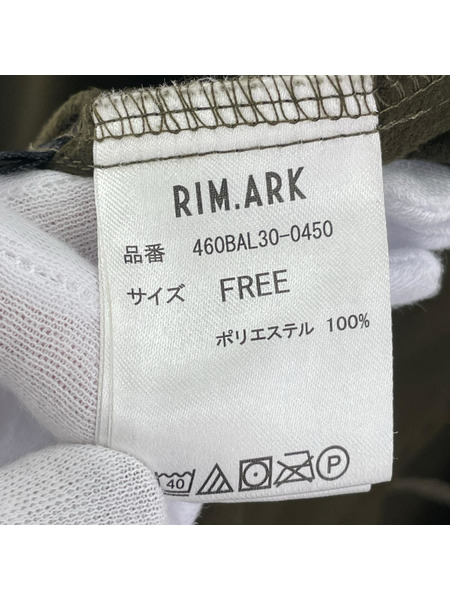 RIM.ARK
品番 460BAL30-0450
サイズ FREE
ポリエステル 100%
40 P